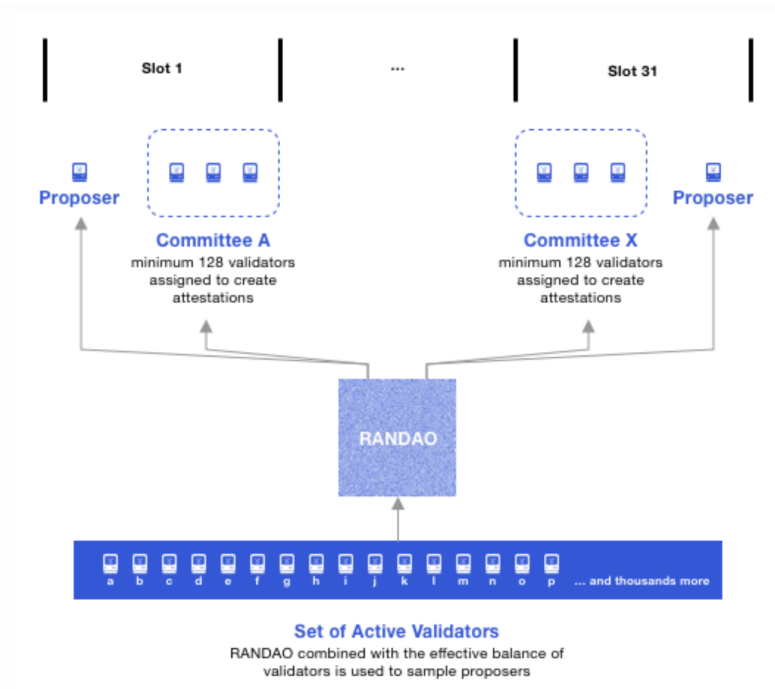 Slot 1
...
Slot 31
Proposer
Proposer
Committee A
minimum 128 validators
assigned to create
attestations
Committee X
minimum 128 validators
assigned to create
attestations
RANDAO
a b c d e f g h i j k l m n o p ... and thousands more
Set of Active Validators
RANDAO combined with the effective balance of
validators is used to sample proposers